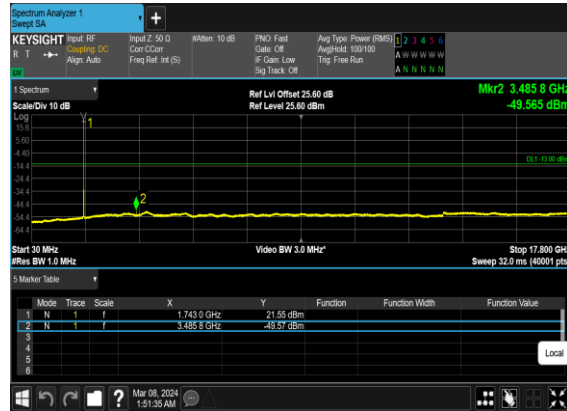 Spectrum Analyzer 1
Swept SA
+
KEYSIGHT Input: RF Input Z: 50 Ω #Atten: 10 dB PNO: Fast Avg Type: Power (RMS) 1 2 3 4 5 6
R T Coupling: DC Corr CCorr Gate: Off Avg|Hold: 100/100 A W W W W W
Align: Auto Freq Ref: Int (S) IF Gain: Low Trig: Free Run
LW Sig Track: Off A N N N N N
1 Spectrum Ref Lvl Offset 25.60 dB Mkr2 3.485 8 GHz
Scale/Div 10 dB Ref Level 25.60 dBm -49.565 dBm
Log
15.6
5.60
-4.40
-14.4 DL1 -13.00 dBm
-24.4
-34.4
-44.4
-54.4
-64.4
1
2
Start 30 MHz Video BW 3.0 MHz* Stop 17.800 GHz
#Res BW 1.0 MHz Sweep 32.0 ms (40001 pts)
5 Marker Table
Mode Trace Scale X Y Function Function Width Function Value
1 N 1 f 1.743 0 GHz 21.55 dBm
2 N 1 f 3.485 8 GHz -49.57 dBm
3
4
5
6
Local
? Mar 08, 2024
1:51:35 AM